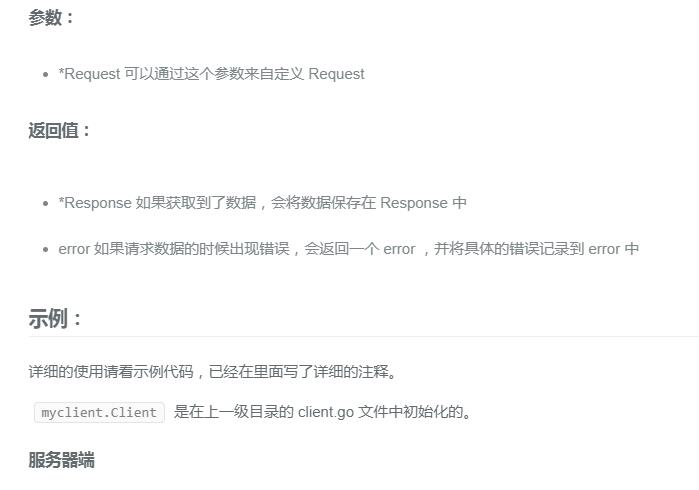 参数：
*Request 可以通过这个参数来自定义 Request
返回值：
*Response 如果获取到了数据，会将数据保存在 Response 中
error 如果请求数据的时候出现错误，会返回一个 error ，并将具体的错误记录到 error 中
示例：
详细的使用请看示例代码，已经在里面写了详细的注释。
myclient.Client 是在上一级目录的 client.go 文件中初始化的。
服务器端